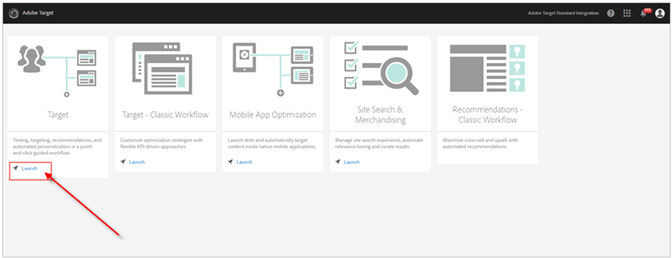 Adobe Target
Adobe Target Standard Integration
Target
Testing, targeting, recommendations, and
automated personalization in a point-
and-click guided workflow.
Launch
Target - Classic Workflow
Customize optimization strategies with
flexible KPI-driven approaches.
Launch
Mobile App Optimization
Launch tests and automatically target
content inside native mobile applications.
Launch
Site Search &
Merchandising
Manage site search experience, automate
relevance tuning and curate results.
Launch
Recommendations -
Classic Workflow
Maximize cross-sell and upsell with
automated recommendations.